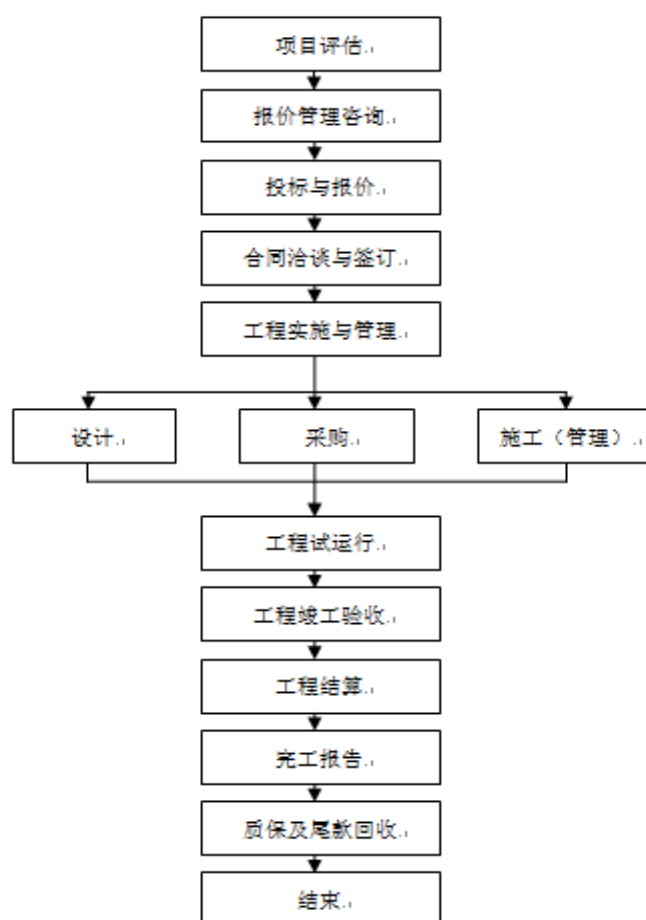 项目评估
报价管理咨询
投标与报价
合同洽谈与签订
工程实施与管理
设计
采购
施工（管理）
工程试运行
工程竣工验收
工程结算
完工报告
质保及尾款回收
结束